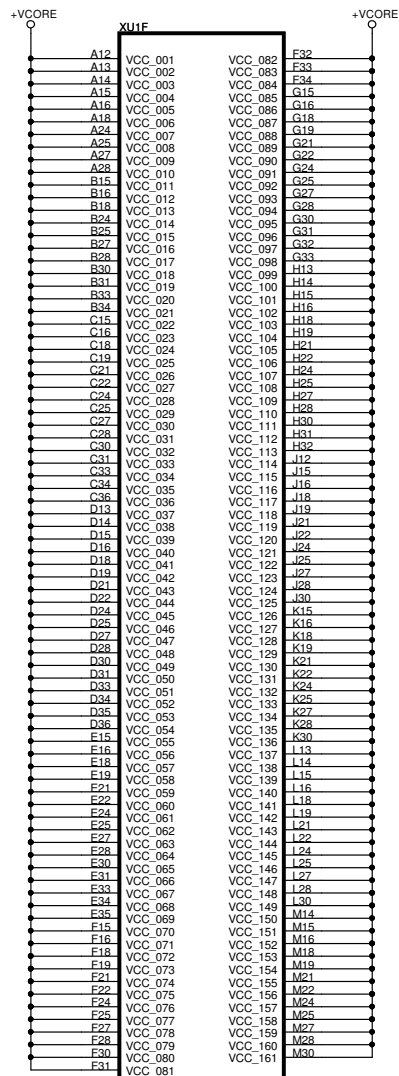 +VCORE +VCORE
XU1F
A12 VCC_001 VCC_082 F32
A13 VCC_002 VCC_083 F33
A14 VCC_003 VCC_084 F34
A15 VCC_004 VCC_085 G15
A16 VCC_005 VCC_086 G16
A18 VCC_006 VCC_087 G18
A24 VCC_007 VCC_088 G19
A25 VCC_008 VCC_089 G21
A27 VCC_009 VCC_090 G22
A28 VCC_010 VCC_091 G24
B15 VCC_011 VCC_092 G25
B16 VCC_012 VCC_093 G27
B18 VCC_013 VCC_094 G28
B24 VCC_014 VCC_095 G30
B25 VCC_015 VCC_096 G31
B27 VCC_016 VCC_097 G32
B28 VCC_017 VCC_098 G33
B30 VCC_018 VCC_099 H13
B31 VCC_019 VCC_100 H14
B33 VCC_020 VCC_101 H15
B34 VCC_021 VCC_102 H16
C15 VCC_022 VCC_103 H18
C16 VCC_023 VCC_104 H19
C18 VCC_024 VCC_105 H21
C19 VCC_025 VCC_106 H22
C21 VCC_026 VCC_107 H24
C22 VCC_027 VCC_108 H25
C24 VCC_028 VCC_109 H27
C25 VCC_029 VCC_110 H28
C27 VCC_030 VCC_111 H30
C28 VCC_031 VCC_112 H31
C30 VCC_032 VCC_113 H32
C31 VCC_033 VCC_114 J12
C33 VCC_034 VCC_115 J15
C34 VCC_035 VCC_116 J16
C36 VCC_036 VCC_117 J18
D13 VCC_037 VCC_118 J19
D14 VCC_038 VCC_119 J21
D15 VCC_039 VCC_120 J22
D16 VCC_040 VCC_121 J24
D18 VCC_041 VCC_122 J25
D19 VCC_042 VCC_123 J27
D21 VCC_043 VCC_124 J28
D22 VCC_044 VCC_125 J30
D24 VCC_045 VCC_126 K15
D25 VCC_046 VCC_127 K16
D27 VCC_047 VCC_128 K18
D28 VCC_048 VCC_129 K19
D30 VCC_049 VCC_130 K21
D31 VCC_050 VCC_131 K22
D33 VCC_051 VCC_132 K24
D34 VCC_052 VCC_133 K25
D35 VCC_053 VCC_134 K27
D36 VCC_054 VCC_135 K28
E15 VCC_055 VCC_136 K30
E16 VCC_056 VCC_137 L13
E18 VCC_057 VCC_138 L14
E19 VCC_058 VCC_139 L15
E21 VCC_059 VCC_140 L16
E22 VCC_060 VCC_141 L18
E24 VCC_061 VCC_142 L19
E25 VCC_062 VCC_143 L21
E27 VCC_063 VCC_144 L22
E28 VCC_064 VCC_145 L24
E30 VCC_065 VCC_146 L25
E31 VCC_066 VCC_147 L27
E33 VCC_067 VCC_148 L28
E34 VCC_068 VCC_149 L30
E35 VCC_069 VCC_150 M14
F15 VCC_070 VCC_151 M15
F16 VCC_071 VCC_152 M16
F18 VCC_072 VCC_153 M18
F19 VCC_073 VCC_154 M19
F21 VCC_074 VCC_155 M21
F22 VCC_075 VCC_156 M22
F24 VCC_076 VCC_157 M24
F25 VCC_077 VCC_158 M25
F27 VCC_078 VCC_159 M27
F28 VCC_079 VCC_160 M28
F30 VCC_080 VCC_161 M30
F31 VCC_081